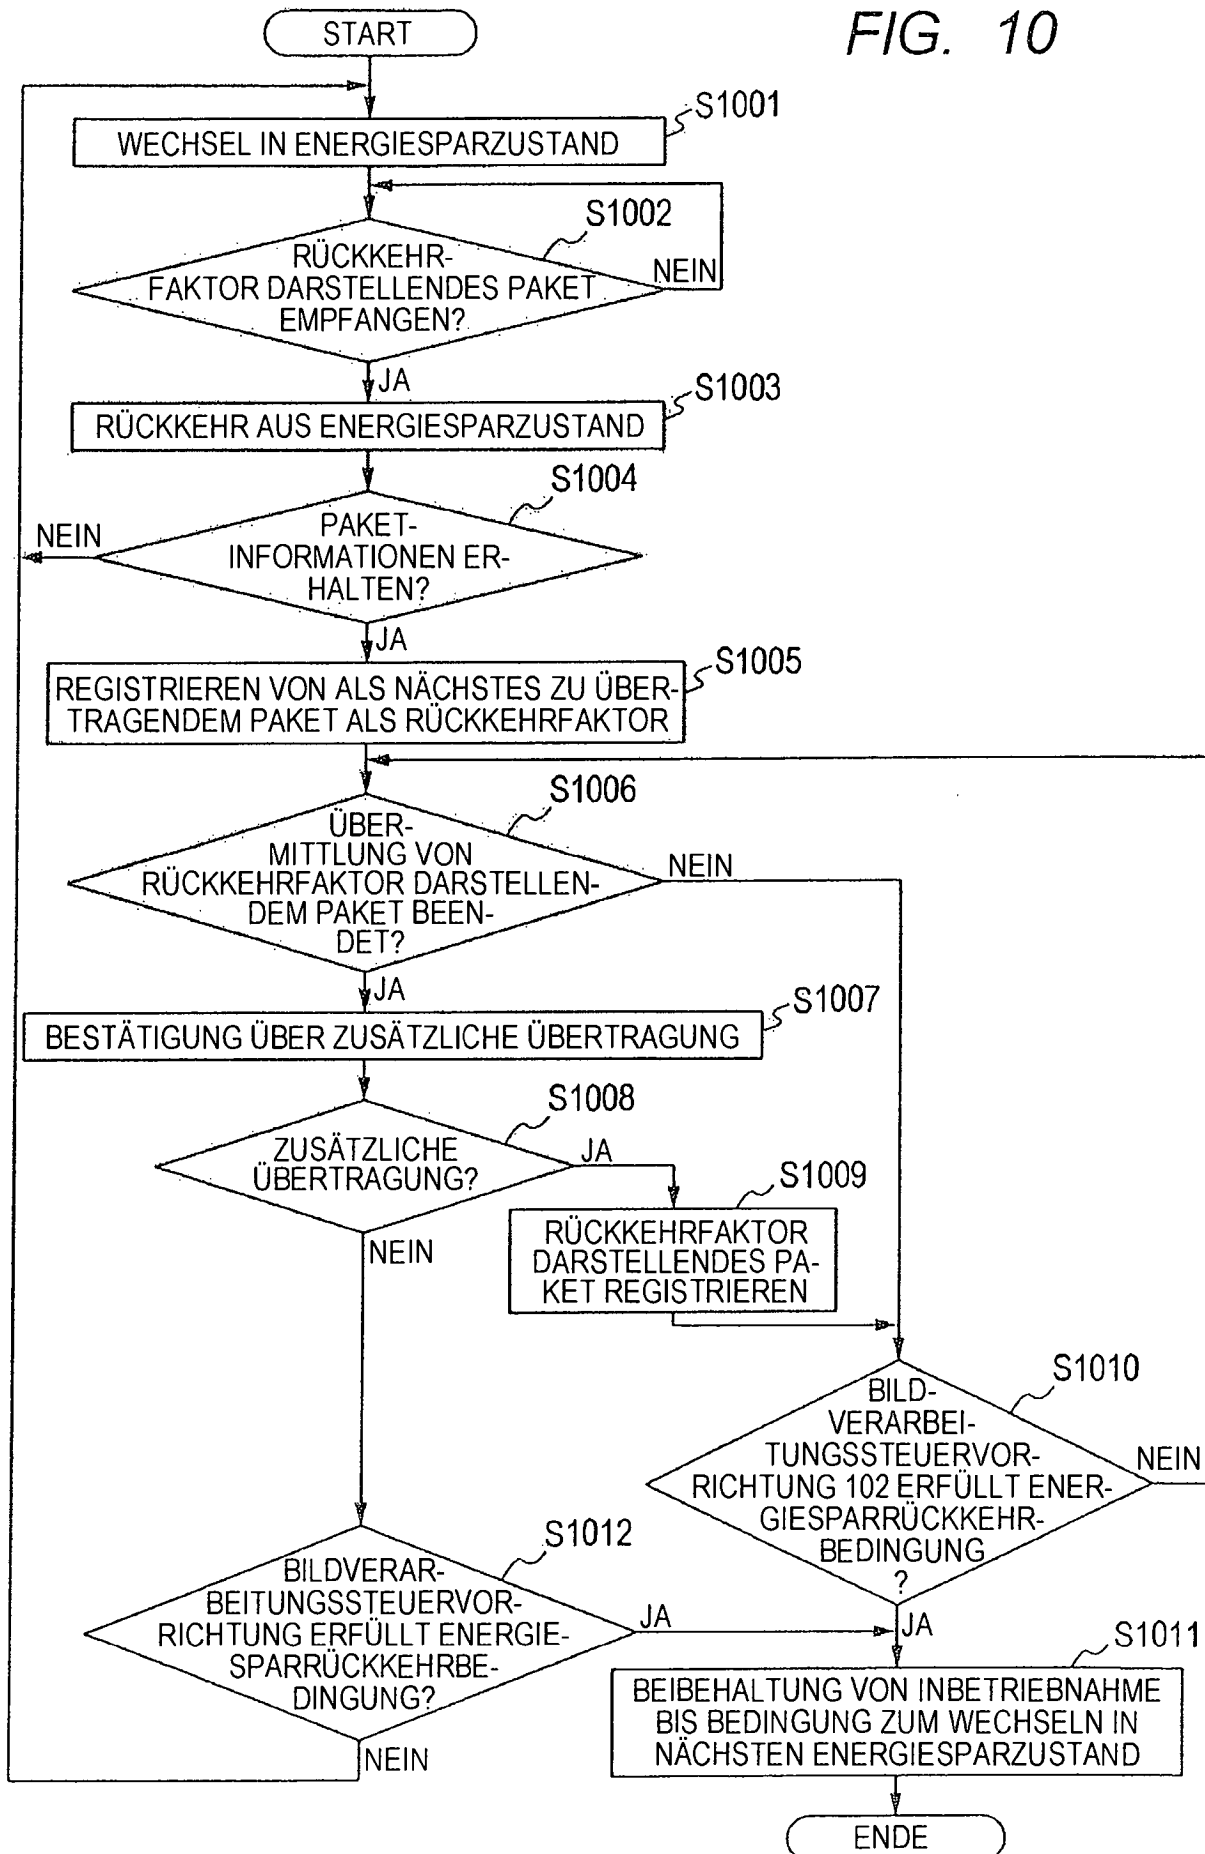 FIG. 10
START
S1001
WECHSEL IN ENERGIESPARZUSTAND
S1002
RÜCKKEHR-
FAKTOR DARSTELLENDES PAKET
EMPFANGEN?
NEIN
JA
S1003
RÜCKKEHR AUS ENERGIESPARZUSTAND
S1004
NEIN
PAKET-
INFORMATIONEN ER-
HALTEN?
JA
S1005
REGISTRIEREN VON ALS NÄCHSTES ZU ÜBER-
TRAGENDEM PAKET ALS RÜCKKEHRFAKTOR
S1006
ÜBER-
MITTLUNG VON
RÜCKKEHRFAKTOR DARSTELLEN-
DEM PAKET BEEN-
DET?
NEIN
JA
S1007
BESTÄTIGUNG ÜBER ZUSÄTZLICHE ÜBERTRAGUNG
S1008
ZUSÄTZLICHE
ÜBERTRAGUNG?
JA
NEIN
S1009
RÜCKKEHRFAKTOR
DARSTELLENDES PA-
KET REGISTRIEREN
S1010
BILD-
VERARBEI-
TUNGSSTEUERVOR-
RICHTUNG 102 ERFÜLLT ENER-
GIESPARRÜCKKEHR-
BEDINGUNG
?
NEIN
JA
S1012
BILDVERAR-
BEITUNGSSTEUERVOR-
RICHTUNG ERFÜLLT ENERGIE-
SPARRÜCKKEHRBE-
DINGUNG?
JA
NEIN
S1011
BEIBEHALTUNG VON INBETRIEBNAHME
BIS BEDINGUNG ZUM WECHSELN IN
NÄCHSTEN ENERGIESPARZUSTAND
ENDE